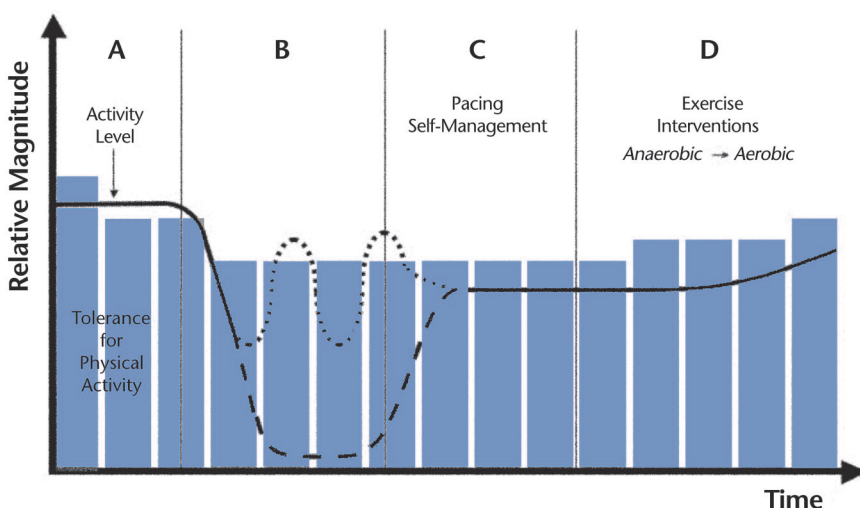 A
B
C
D
Activity
Level
Pacing
Self-Management
Exercise
Interventions
Anaerobic → Aerobic
Relative Magnitude
Tolerance
for
Physical
Activity
Time